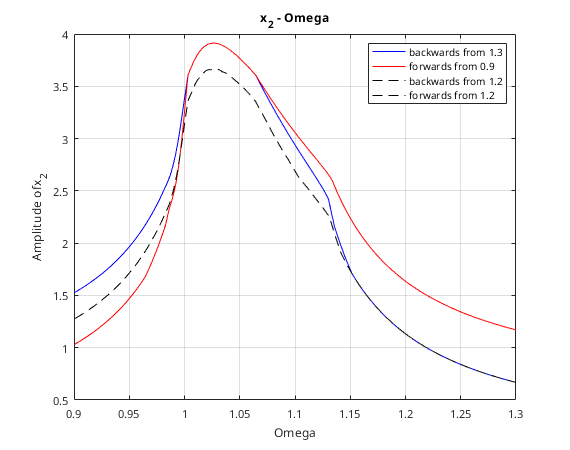 x2 - Omega
backwards from 1.3
forwards from 0.9
backwards from 1.2
forwards from 1.2
Amplitude ofx2
4
3.5
3
2.5
2
1.5
1
0.5
0.9
0.95
1
1.05
1.1
1.15
1.2
1.25
1.3
Omega